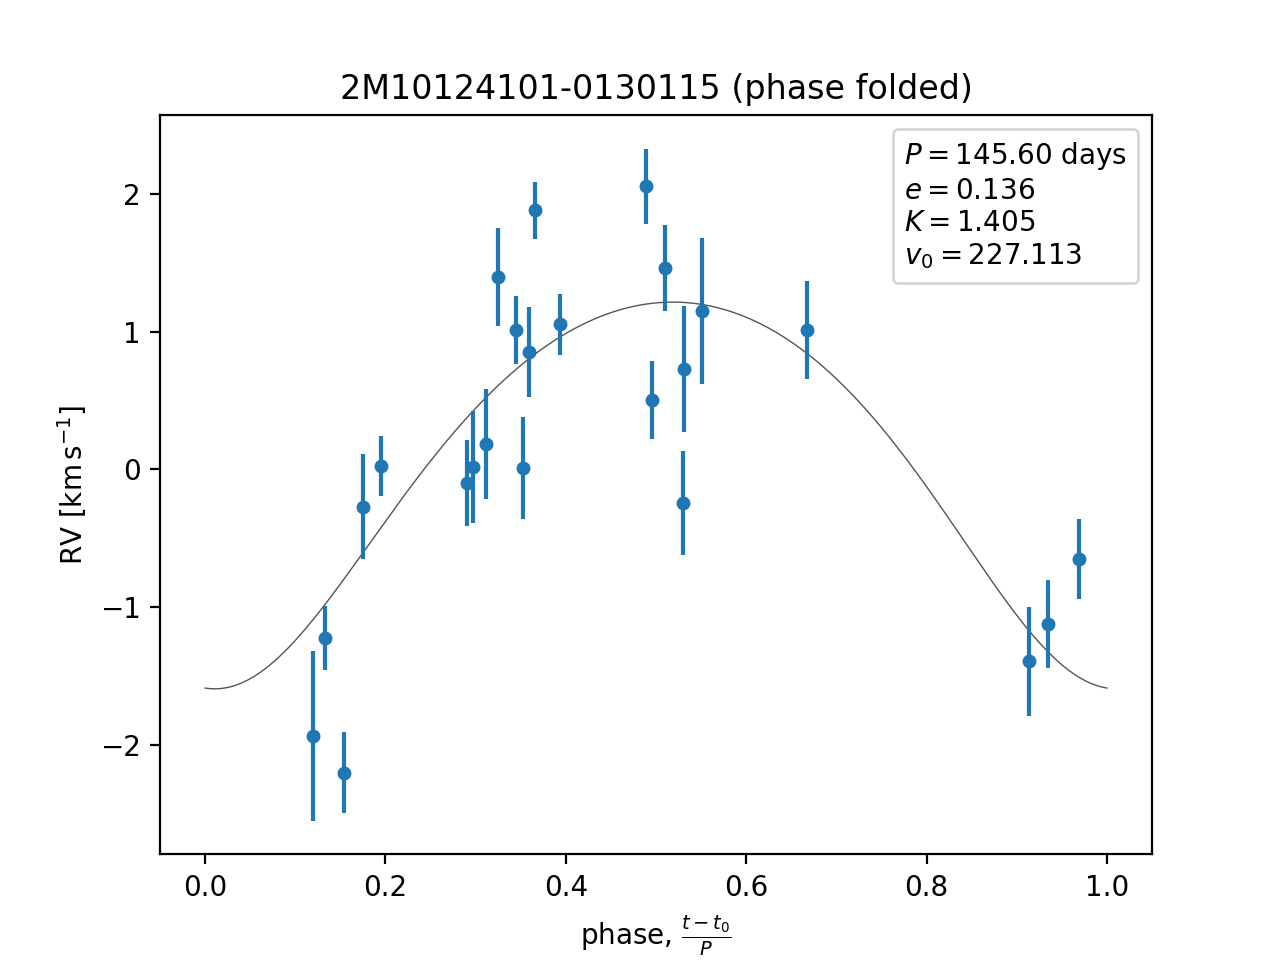 2M10124101-0130115 (phase folded)
P = 145.60 days
e = 0.136
K = 1.405
v₀ = 227.113
RV [km s⁻¹]
2
1
0
−1
−2
0.0 0.2 0.4 0.6 0.8 1.0
phase, (t − t₀)/P